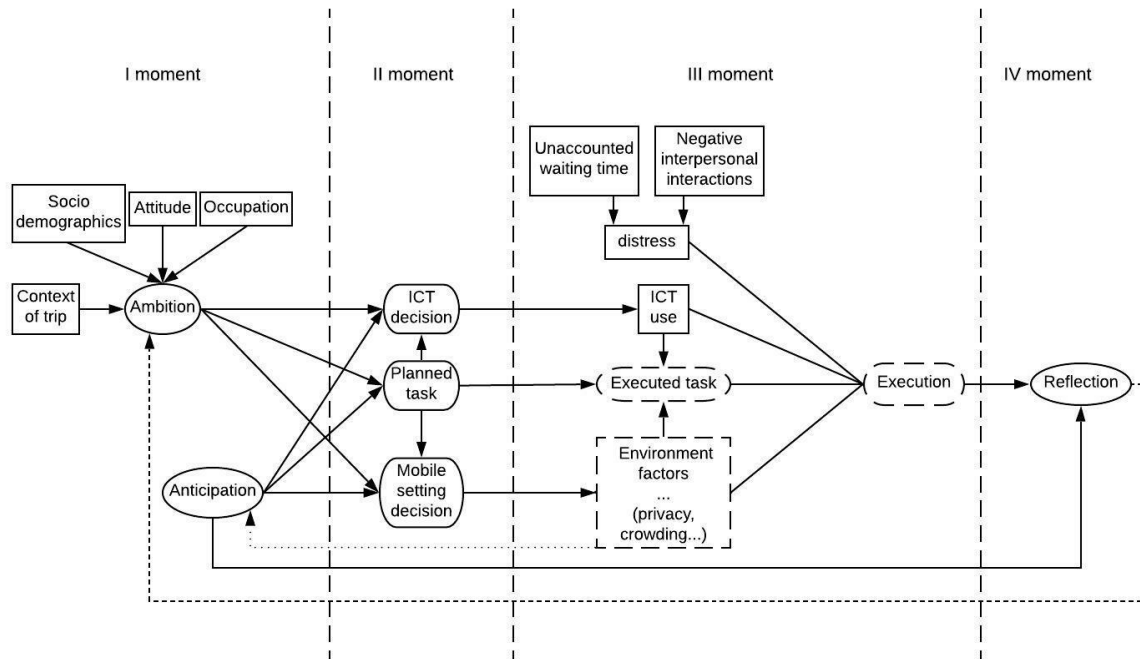 I moment
II moment
III moment
IV moment
Unaccounted
waiting time
Negative
interpersonal
interactions
Socio
demographics
Attitude
Occupation
distress
Context
of trip
Ambition
ICT
decision
ICT
use
Planned
task
Executed task
Execution
Reflection
Anticipation
Mobile
setting
decision
Environment
factors
...
(privacy,
crowding...)